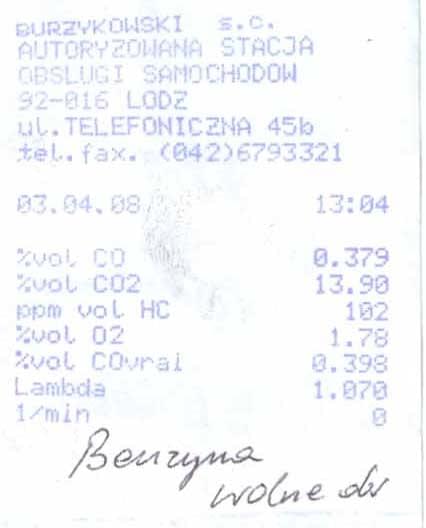 BURZYKOWSKI s.c.
AUTORYZOWANA STACJA
OBSLUGI SAMOCHODOW
92-016 LODZ
ul.TELEFONICZNA 45b
tel.fax. (042)6793321
03.04.08 13:04
%vol CO 0.379
%vol CO2 13.90
ppm vol HC 102
%vol O2 1.78
%vol COvrai 0.398
Lambda 1.070
1/min 0
Benzyna
wolne obr